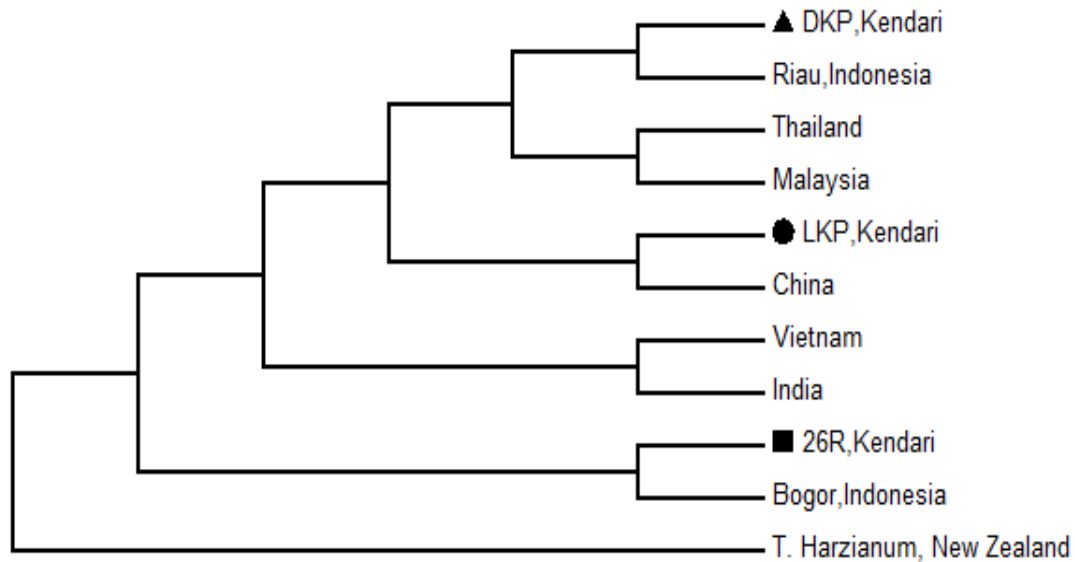 DKP,Kendari
Riau,Indonesia
Thailand
Malaysia
LKP,Kendari
China
Vietnam
India
26R,Kendari
Bogor,Indonesia
T. Harzianum, New Zealand